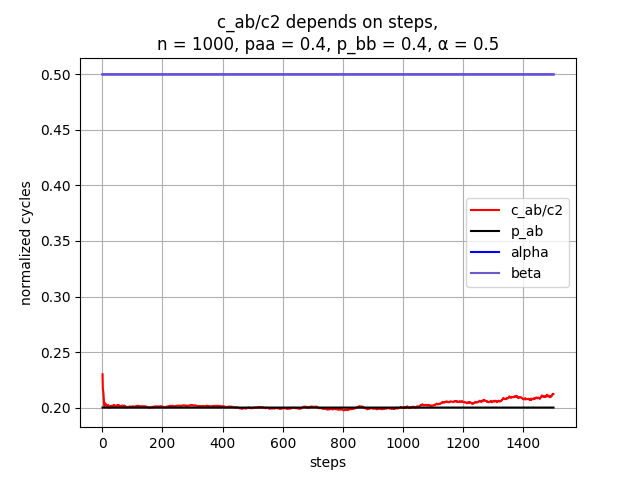 c_ab/c2 depends on steps,
n = 1000, paa = 0.4, p_bb = 0.4, α = 0.5
normalized cycles
0.50
0.45
0.40
0.35
0.30
0.25
0.20
c_ab/c2
p_ab
alpha
beta
0 200 400 600 800 1000 1200 1400
steps